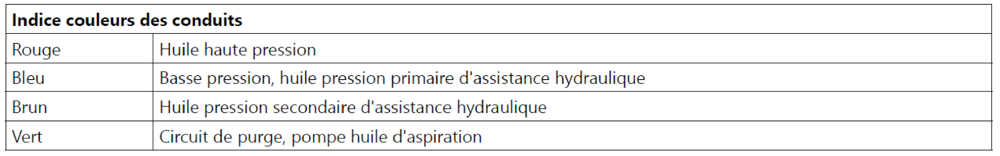 Indice couleurs des conduits
Rouge Huile haute pression
Bleu Basse pression, huile pression primaire d'assistance hydraulique
Brun Huile pression secondaire d'assistance hydraulique
Vert Circuit de purge, pompe huile d'aspiration